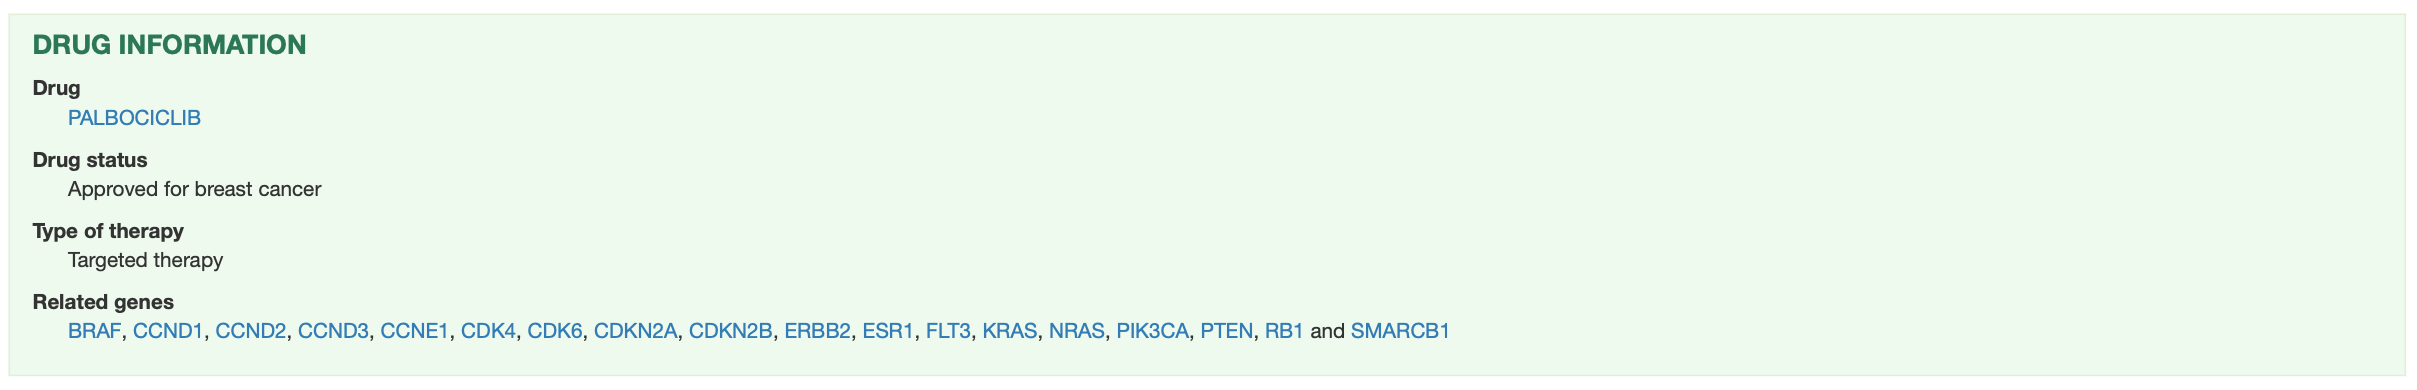 DRUG INFORMATION
Drug
PALBOCICLIB
Drug status
Approved for breast cancer
Type of therapy
Targeted therapy
Related genes
BRAF, CCND1, CCND2, CCND3, CCNE1, CDK4, CDK6, CDKN2A, CDKN2B, ERBB2, ESR1, FLT3, KRAS, NRAS, PIK3CA, PTEN, RB1 and SMARCB1